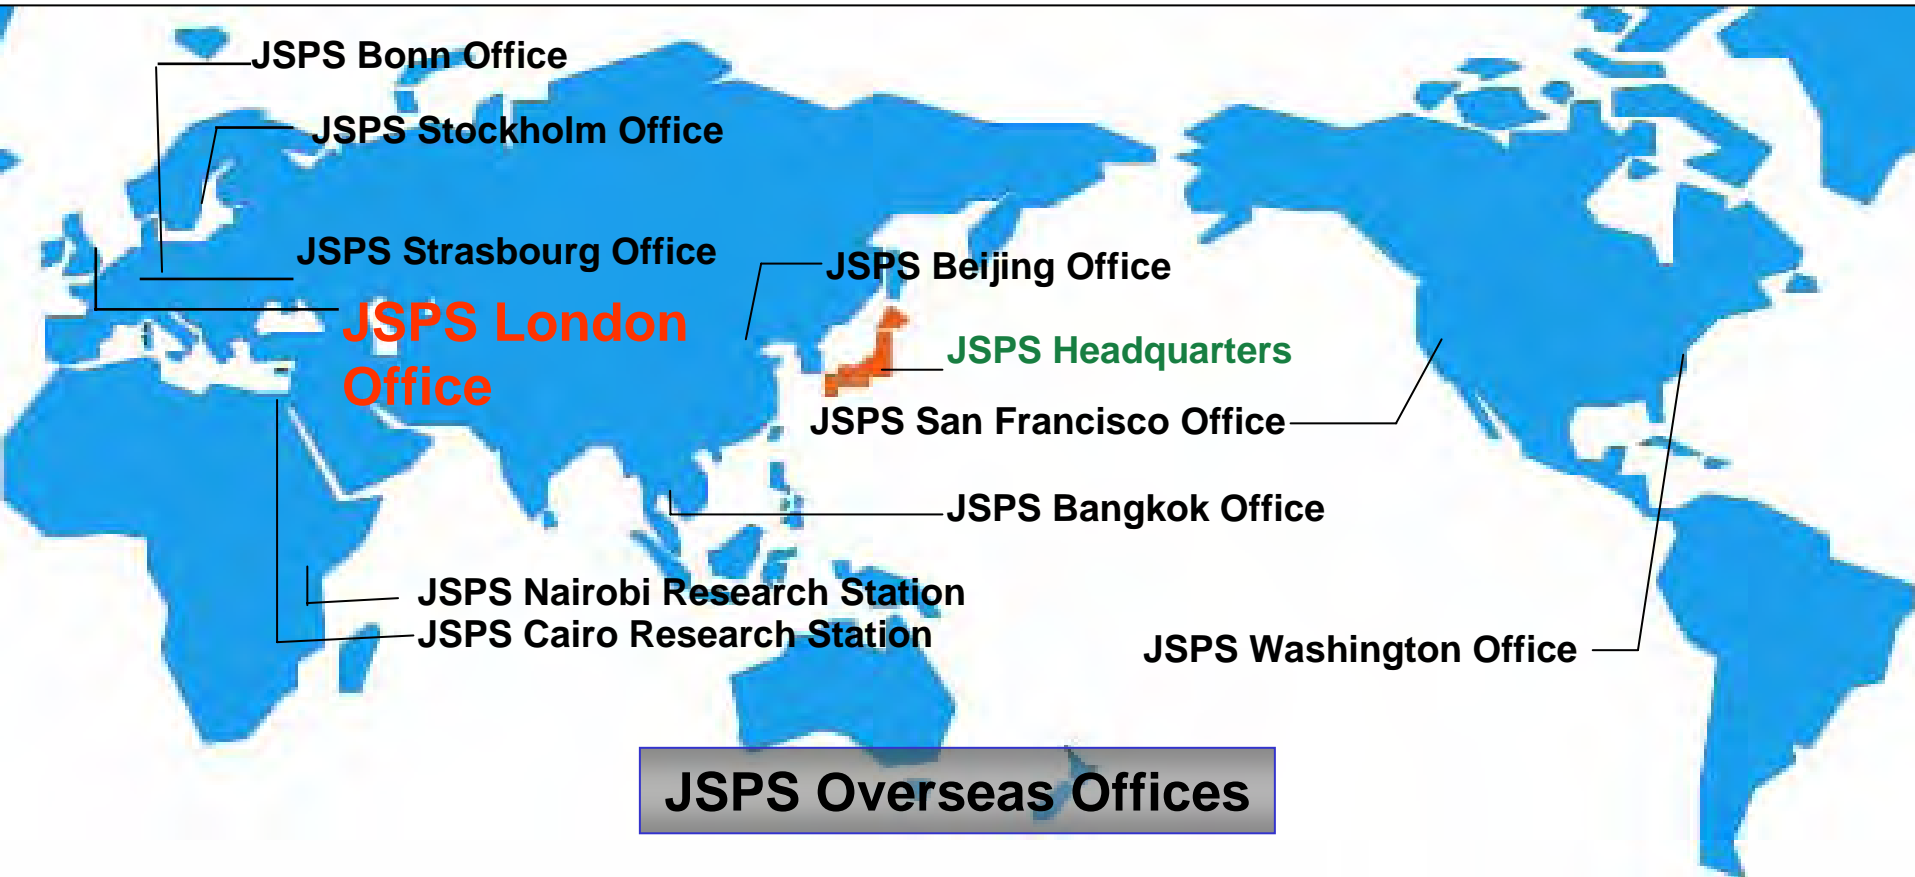 JSPS Bonn Office
JSPS Stockholm Office
JSPS Strasbourg Office
JSPS Beijing Office
JSPS London
Office
JSPS Headquarters
JSPS San Francisco Office
JSPS Bangkok Office
JSPS Nairobi Research Station
JSPS Cairo Research Station
JSPS Washington Office
JSPS Overseas Offices